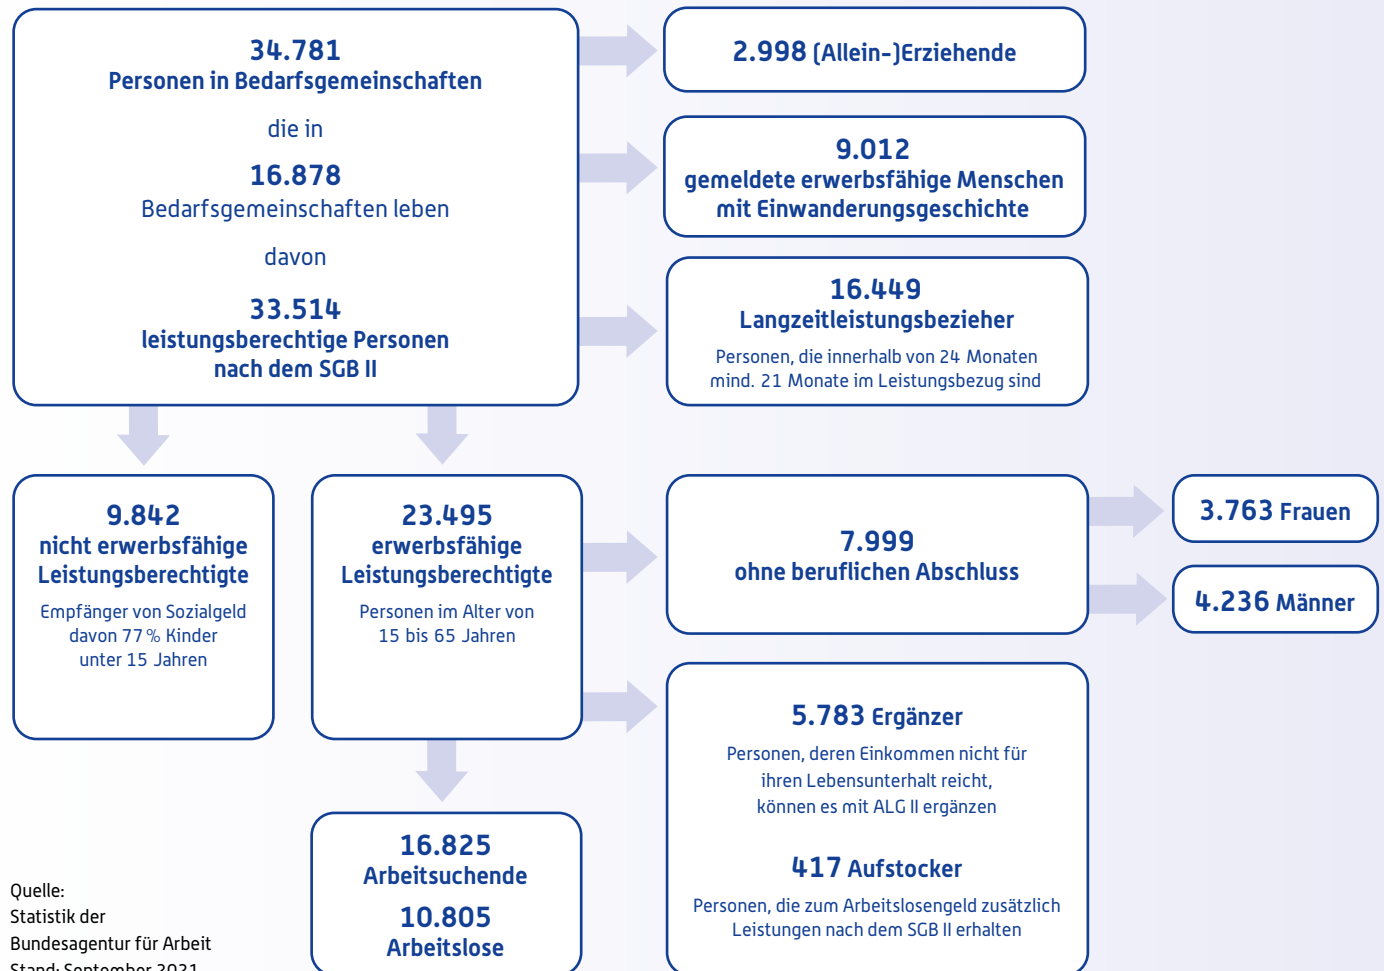 34.781
Personen in Bedarfsgemeinschaften
die in
16.878
Bedarfsgemeinschaften leben
davon
33.514
leistungsberechtige Personen
nach dem SGB II
2.998 (Allein-)Erziehende
9.012
gemeldete erwerbsfähige Menschen
mit Einwanderungsgeschichte
16.449
Langzeitleistungsbezieher
Personen, die innerhalb von 24 Monaten
mind. 21 Monate im Leistungsbezug sind
9.842
nicht erwerbsfähige
Leistungsberechtigte
Empfänger von Sozialgeld
davon 77 % Kinder
unter 15 Jahren
23.495
erwerbsfähige
Leistungsberechtigte
Personen im Alter von
15 bis 65 Jahren
7.999
ohne beruflichen Abschluss
3.763 Frauen
4.236 Männer
5.783 Ergänzer
Personen, deren Einkommen nicht für
ihren Lebensunterhalt reicht,
können es mit ALG II ergänzen
417 Aufstocker
Personen, die zum Arbeitslosengeld zusätzlich
Leistungen nach dem SGB II erhalten
16.825
Arbeitsuchende
10.805
Arbeitslose
Quelle:
Statistik der
Bundesagentur für Arbeit
Stand: September 2021